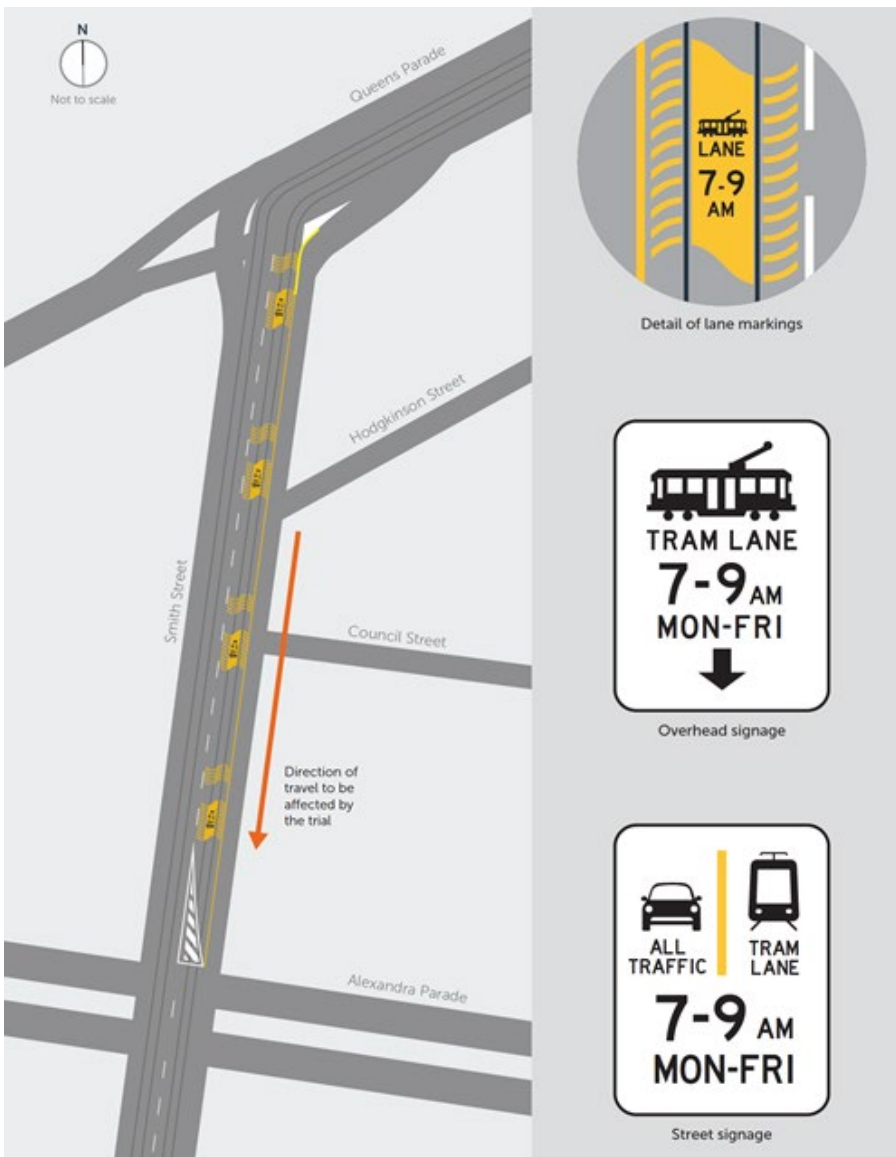 N
Not to scale
Queens Parade
Hodgkinson Street
Smith Street
Council Street
Direction of
travel to be
affected by
the trial
Alexandra Parade
LANE
7-9
AM
Detail of lane markings
TRAM LANE
7-9 AM
MON-FRI
Overhead signage
ALL
TRAFFIC
TRAM
LANE
7-9 AM
MON-FRI
Street signage